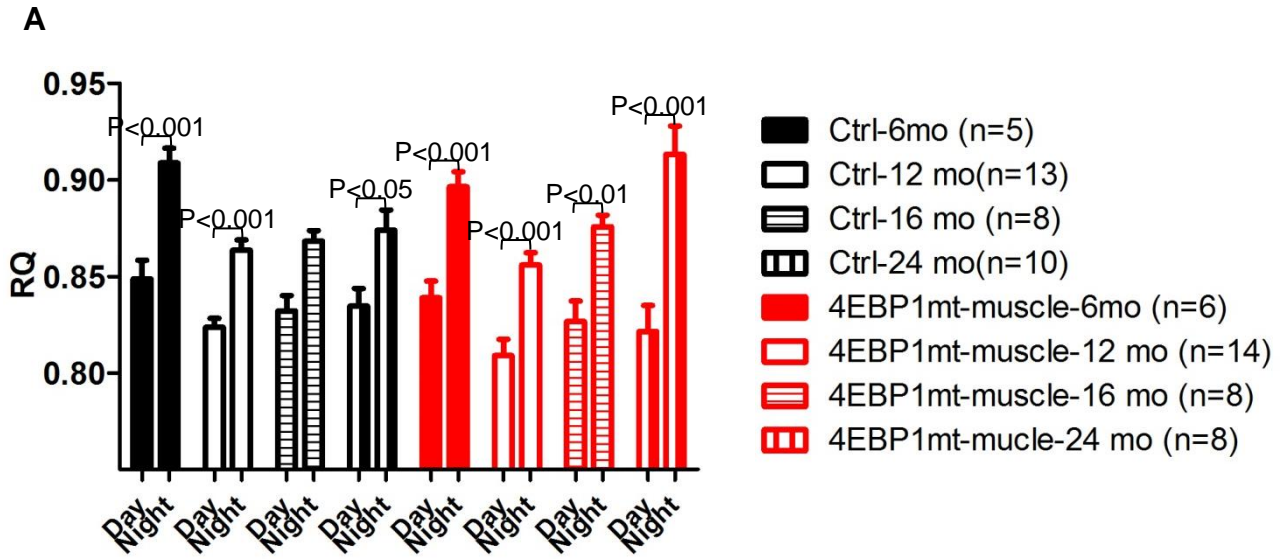 A
0.95
0.90
0.85
0.80
RQ
P<0.001
P<0.001
P<0.05
P<0.001
P<0.001
P<0.01
P<0.001
Day
Night
Day
Night
Day
Night
Day
Night
Day
Night
Day
Night
Day
Night
Day
Night
Ctrl-6mo (n=5)
Ctrl-12 mo(n=13)
Ctrl-16 mo (n=8)
Ctrl-24 mo(n=10)
4EBP1mt-muscle-6mo (n=6)
4EBP1mt-muscle-12 mo (n=14)
4EBP1mt-muscle-16 mo (n=8)
4EBP1mt-mucle-24 mo (n=8)